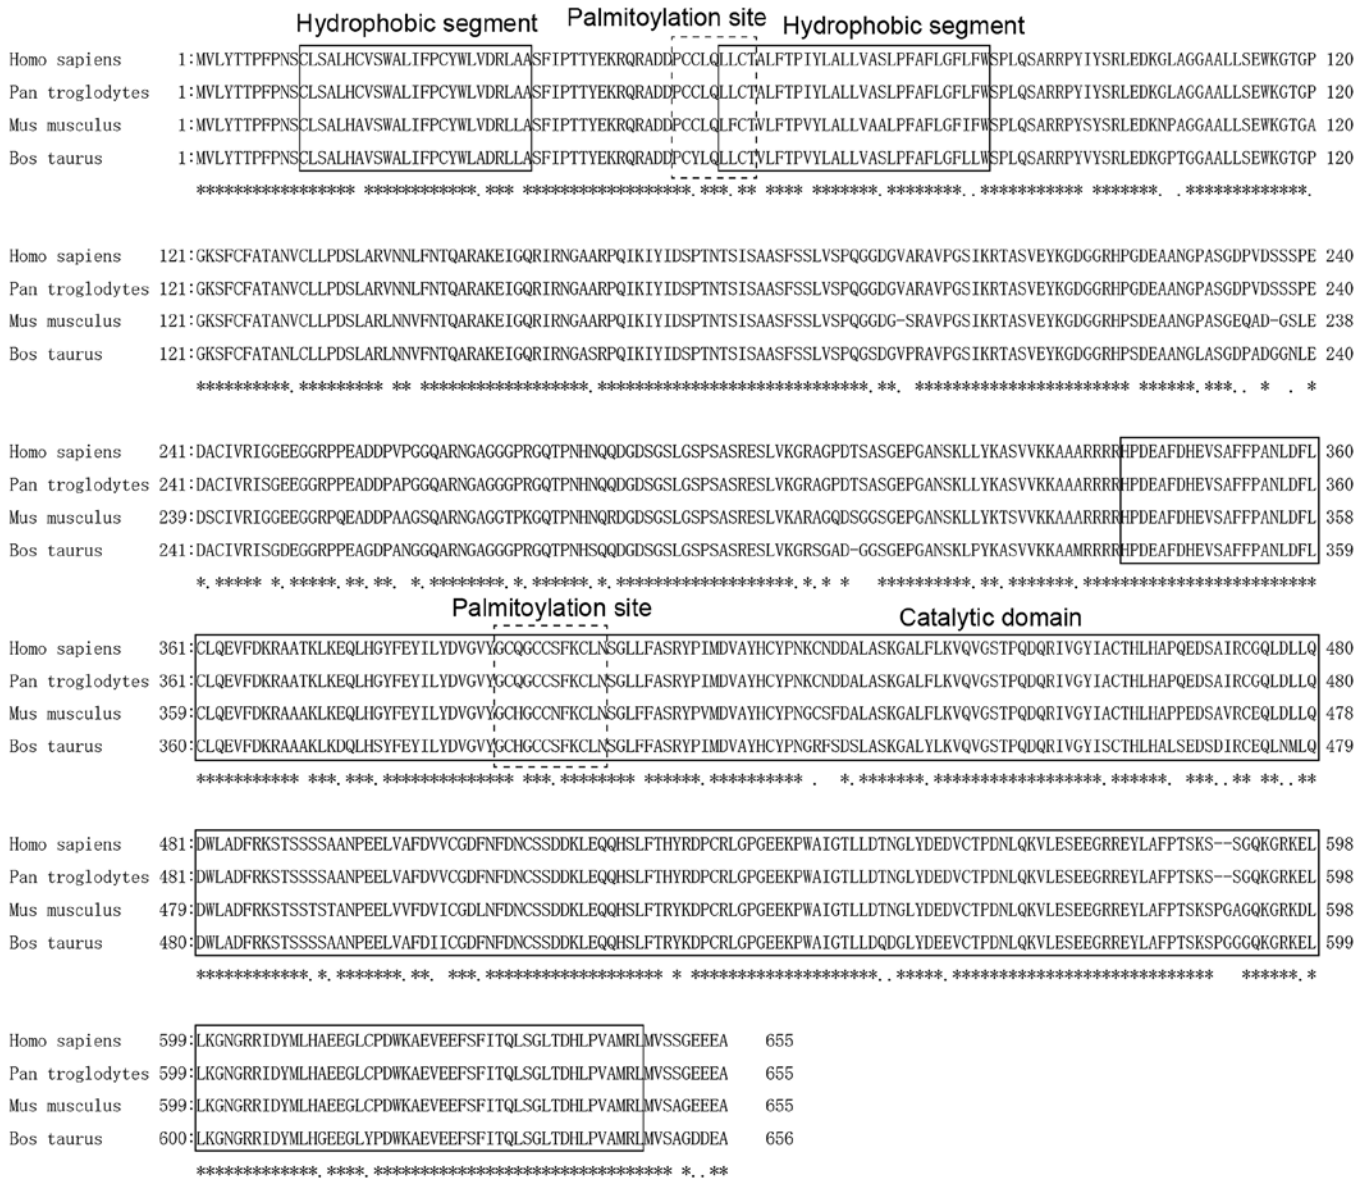 Hydrophobic segment Palmitoylation site Hydrophobic segment
Homo sapiens 1:MVLYTTPFPNSCLSALHCVSWALIFPCYWLVDRLAASFIPTTYEKRQRADDPCCLQLLCTALFTPIYLALLVASLPFAFLGFLFWSPLQSARRPYIYSRLEDKGLAGGAALLSEWKGTGP 120
Pan troglodytes 1:MVLYTTPFPNSCLSALHCVSWALIFPCYWLVDRLAASFIPTTYEKRQRADDPCCLQLLCTALFTPIYLALLVASLPFAFLGFLFWSPLQSARRPYIYSRLEDKGLAGGAALLSEWKGTGP 120
Mus musculus 1:MVLYTTPFPNSCLSALHAVSWALIFPCYWLVDRLLASFIPTTYEKRQRADDPCCLQLFCTVLFTPVYLALLVAALPFAFLGFIFWSPLQSARRPYSYSRLEDKNPAGGAALLSEWKGTGA 120
Bos taurus 1:MVLYTTPFPNSCLSALHAVSWALIFPCYWLADRLLASFIPTTYEKRQRADDPCYLQLLCTVLFTPVYLALLVASLPFAFLGFLLWSPLQSARRPYVYSRLEDKGPTGGAALLSEWKGTGP 120
***************** ************.*** ******************.***.** **** ******.********..** *********** ******* . **************.
Homo sapiens 121:GKSFCFATANVCLLPDSLARVNNLFNTQARAKEIGQRIRNGAARPQIKIYIDSPTNTSISAASFSSLVSPQGGDGVARAVPGSIKRTASVEYKGDGGRHPGDEAANGPASGDPVDSSSPE 240
Pan troglodytes 121:GKSFCFATANVCLLPDSLARVNNLFNTQARAKEIGQRIRNGAARPQIKIYIDSPTNTSISAASFSSLVSPQGGDGVARAVPGSIKRTASVEYKGDGGRHPGDEAANGPASGDPVDSSSPE 240
Mus musculus 121:GKSFCFATANVCLLPDSLARLNNVFNTQARAKEIGQRIRNGAARPQIKIYIDSPTNTSISAASFSSLVSPQGGDG-SRAVPGSIKRTASVEYKGDGGRHPSDEAANGPASGEQAD-GSLE 238
Bos taurus 121:GKSFCFATANLCLLPDSLARLNNVFNTQARAKEIGQRIRNGASRPQIKIYIDSPTNTSISAASFSSLVSPQGSDGVPRAVPGSIKRTASVEYKGDGGRHPSDEAANGLASGDPADGGNLE 240
**********.********* ** ******************.*****************************.**. *********************** ******.***.. * . *
Homo sapiens 241:DACIVRIGGEEGGRPPEADDPVPGGQARNGAGGGPRGQTPNHNQQDGDSGSLGSPSASRESLVKGRAGPDTSASGEPGANSKLLYKASVVKKAAARRRRHPDEAFDHEVSAFFPANLDFL 360
Pan troglodytes 241:DACIVRISGEEGGRPPEADDPAPGGQARNGAGGGPRGQTPNHNQQDGDSGSLGSPSASRESLVKGRAGPDTSASGEPGANSKLLYKASVVKKAAARRRRHPDEAFDHEVSAFFPANLDFL 360
Mus musculus 239:DSCIVRIGGEEGGRPQEADDPAAGSQARNGAGGTPKGQTPNHNQRDGDSGSLGSPSASRESLVKARAGQDSGGSGEPGANSKLLYKTSVVKKAAARRRRHPDEAFDHEVSAFFPANLDFL 358
Bos taurus 241:DACIVRISGDEGGRPPEAGDPANGGQARNGAGGGPRGQTPNHSQQDGDSGSLGSPSASRESLVKGRSGAD-GGSGEPGANSKLPYKASVVKKAAMRRRRHPDEAFDHEVSAFFPANLDFL 359
*.***** *.*****.**.** *.******** *.******.*.*******************.*.* * ********** **.*******.*************************
Palmitoylation site Catalytic domain
Homo sapiens 361:CLQEVFDKRAATKLKEQLHGYFEYILYDVGVYGCQGCCSFKCLNSGLLFASRYPIMDVAYHCYPNKCNDDALASKGALFLKVQVGSTPQDQRIVGYIACTHLHAPQEDSAIRCGQLDLLQ 480
Pan troglodytes 361:CLQEVFDKRAATKLKEQLHGYFEYILYDVGVYGCQGCCSFKCLNSGLLFASRYPIMDVAYHCYPNKCNDDALASKGALFLKVQVGSTPQDQRIVGYIACTHLHAPQEDSAIRCGQLDLLQ 480
Mus musculus 359:CLQEVFDKRAAAKLKEQLHGYFEYILYDVGVYGCHGCCNFKCLNSGLFFASRYPVMDVAYHCYPNGCSFDALASKGALFLKVQVGSTPQDQRIVGYIACTHLHAPPEDSAVRCEQLDLLQ 478
Bos taurus 360:CLQEVFDKRAAAKLKDQLHSYFEYILYDVGVYGCHGCCSFKCLNSGLFFASRYPVMDVAYHCYPNGRFSDSLASKGALYLKVQVGSTPQDQRIVGYISCTHLHALSEDSDIRCEQLNMLQ 479
*********** ***.***.************** ***.******** ****** ********** . *.*******.******************.****** ***..** **..**
Homo sapiens 481:DWLADFRKSTSSSSAANPEELVAFDVVCGDFNFDNCSSDDKLEQQHSLFTHYRDPCRLGPGEEKPWAIGTLLDTNGLYDEDVCTPDNLQKVLESEEGRREYLAFPTSKS--SGQKGRKEL 598
Pan troglodytes 481:DWLADFRKSTSSSSAANPEELVAFDVVCGDFNFDNCSSDDKLEQQHSLFTHYRDPCRLGPGEEKPWAIGTLLDTNGLYDEDVCTPDNLQKVLESEEGRREYLAFPTSKS--SGQKGRKEL 598
Mus musculus 479:DWLADFRKSTSSTSTANPEELVVFDVICGDLNFDNCSSDDKLEQQHSLFTRYKDPCRLGPGEEKPWAIGTLLDTNGLYDEDVCTPDNLQKVLESEEGRREYLAFPTSKSPGAGQKGRKDL 598
Bos taurus 480:DWLADFRKSTSSSSAANPEELVAFDIICGDFNFDNCSSDDKLEQQHSLFTRYKDPCRLGPGEEKPWAIGTLLDQDGLYDEEVCTPDNLQKVLESEEGRREYLAFPTSKSPGGGQKGRKEL 599
************.*.*******.**. ***.******************* * ********************..*****.**************************** ******.*
Homo sapiens 599:LKGNGRRIDYMLHAEEGLCPDWKAEVEEFSFITQLSGLTDHLPVAMRLMVSSGEEEA 655
Pan troglodytes 599:LKGNGRRIDYMLHAEEGLCPDWKAEVEEFSFITQLSGLTDHLPVAMRLMVSSGEEEA 655
Mus musculus 599:LKGNGRRIDYMLHAEEGLCPDWKAEVEEFSFITQLSGLTDHLPVAMRLMVSAGEEEA 655
Bos taurus 600:LKGNGRRIDYMLHGEEGLYPDWKAEVEEFSFITQLSGLTDHLPVAMRLMVSAGDDEA 656
*************.****.******************************** *..**